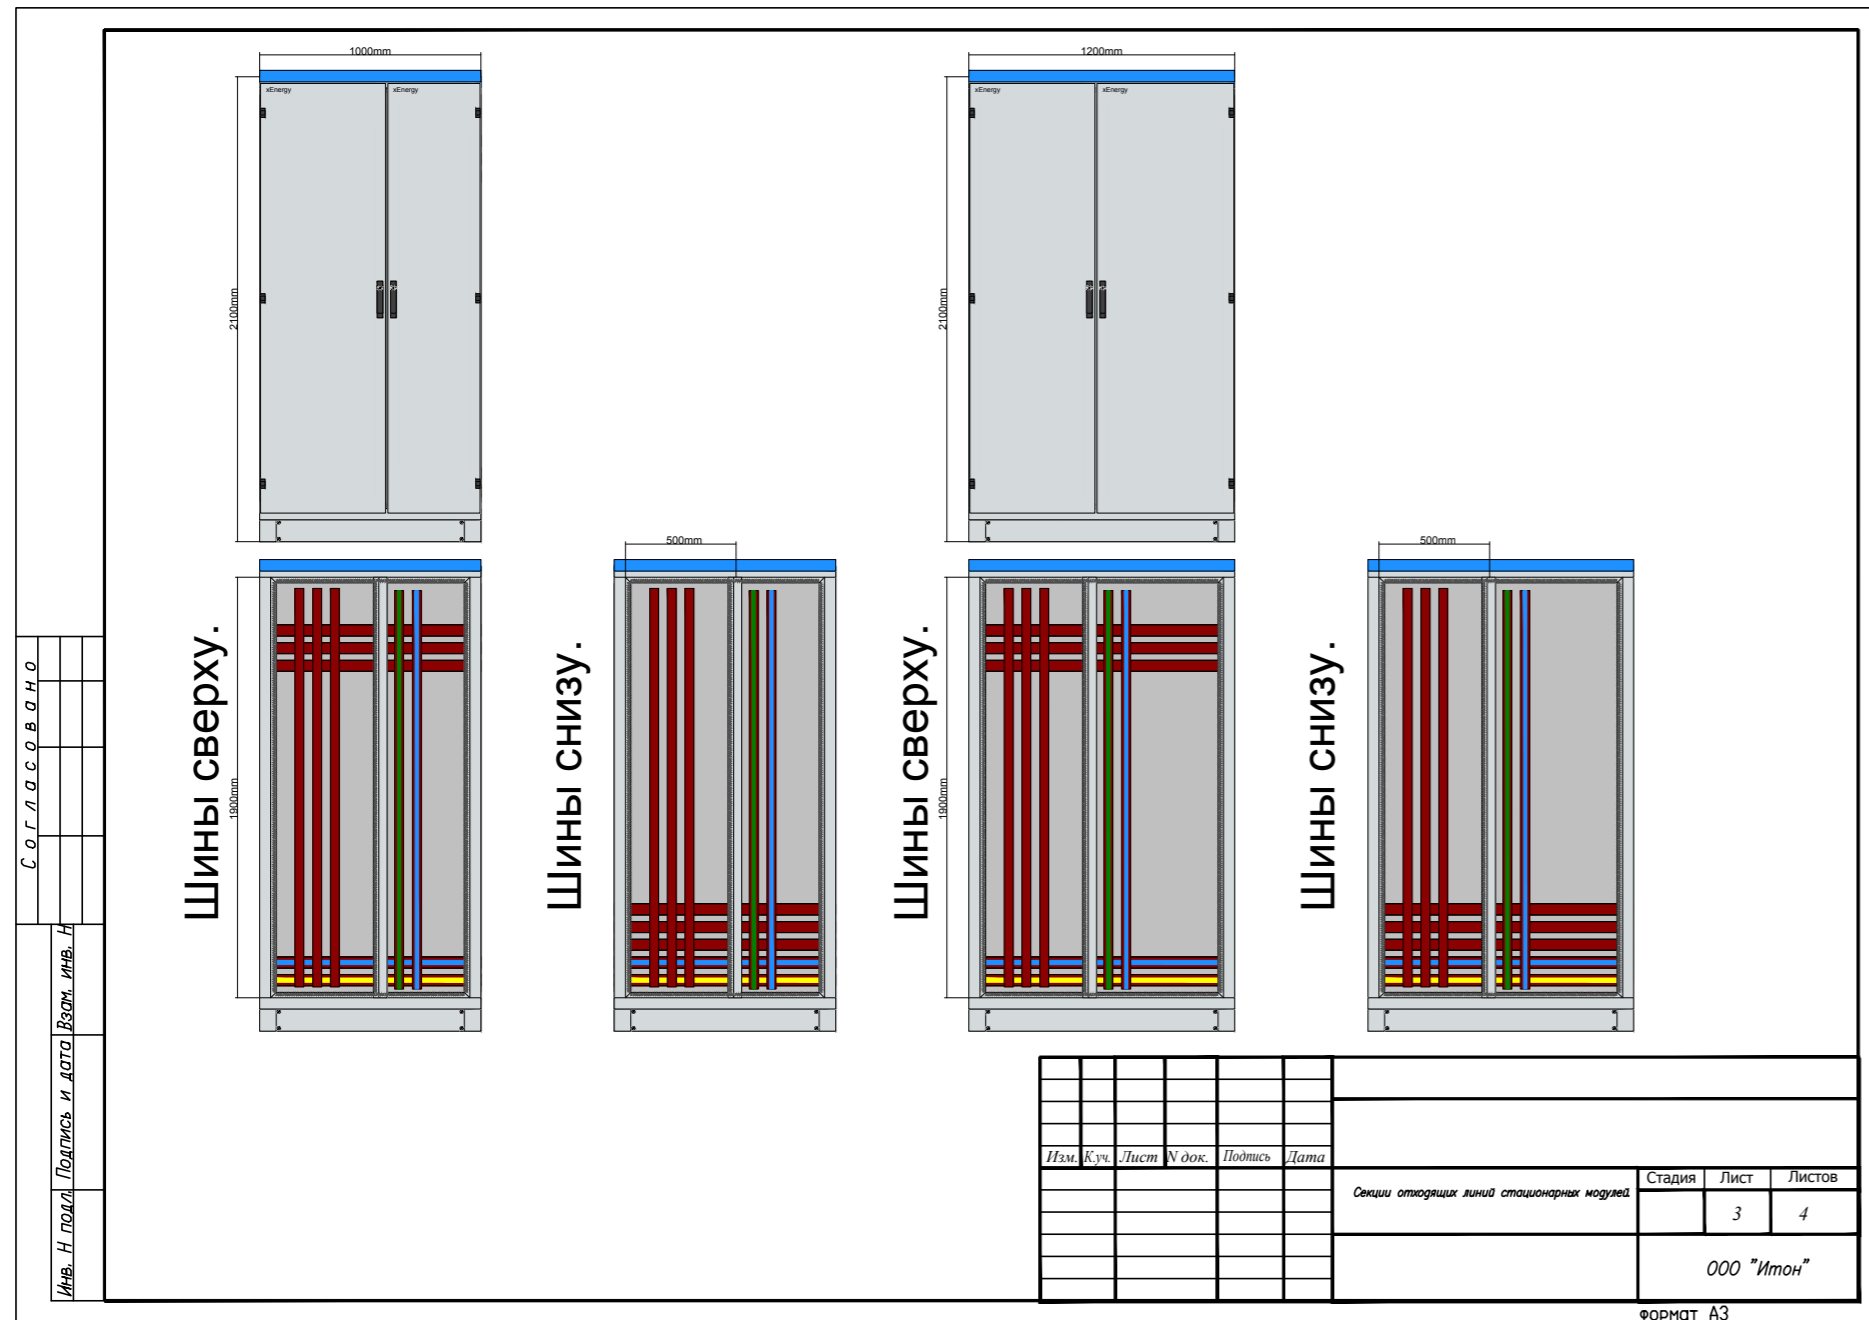 1000mm
1200mm
xEnergy
xEnergy
xEnergy
xEnergy
2100mm
2100mm
500mm
500mm
Шины сверху.
1900mm
Шины снизу.
Шины сверху.
1900mm
Шины снизу.
Согласовано
Взам. инв. Н
Подпись и дата
Инв. Н подл.
Изм. К.уч. Лист N док. Подпись Дата
Секции отходящих линий стационарных модулей
Стадия Лист Листов
3 4
ООО "Итон"
формат А3